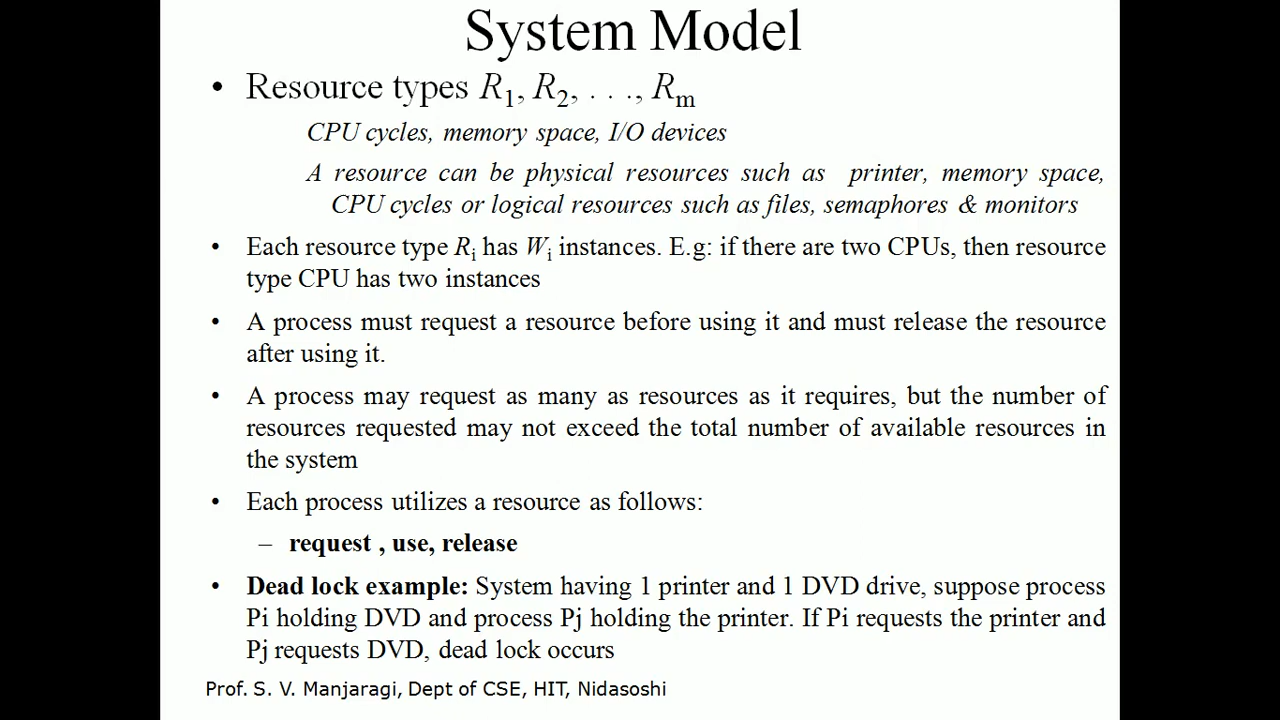 System Model
• Resource types R1, R2, . . ., Rm
CPU cycles, memory space, I/O devices
A resource can be physical resources such as printer, memory space,
CPU cycles or logical resources such as files, semaphores & monitors
• Each resource type Ri has Wi instances. E.g: if there are two CPUs, then resource
type CPU has two instances
• A process must request a resource before using it and must release the resource
after using it.
• A process may request as many as resources as it requires, but the number of
resources requested may not exceed the total number of available resources in
the system
• Each process utilizes a resource as follows:
– request , use, release
• Dead lock example: System having 1 printer and 1 DVD drive, suppose process
Pi holding DVD and process Pj holding the printer. If Pi requests the printer and
Pj requests DVD, dead lock occurs
Prof. S. V. Manjaragi, Dept of CSE, HIT, Nidasoshi